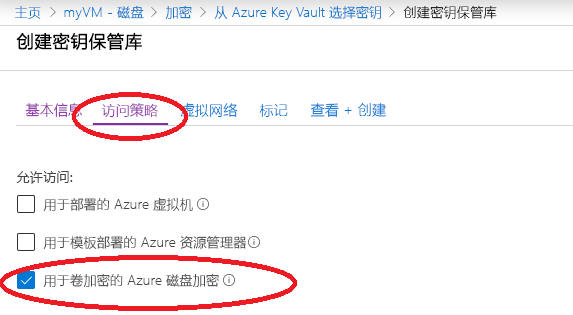 主页 > myVM - 磁盘 > 加密 > 从 Azure Key Vault 选择密钥 > 创建密钥保管库
创建密钥保管库
基本信息 访问策略 虚拟网络 标记 查看 + 创建
允许访问:
用于部署的 Azure 虚拟机
用于模板部署的 Azure 资源管理器
用于卷加密的 Azure 磁盘加密